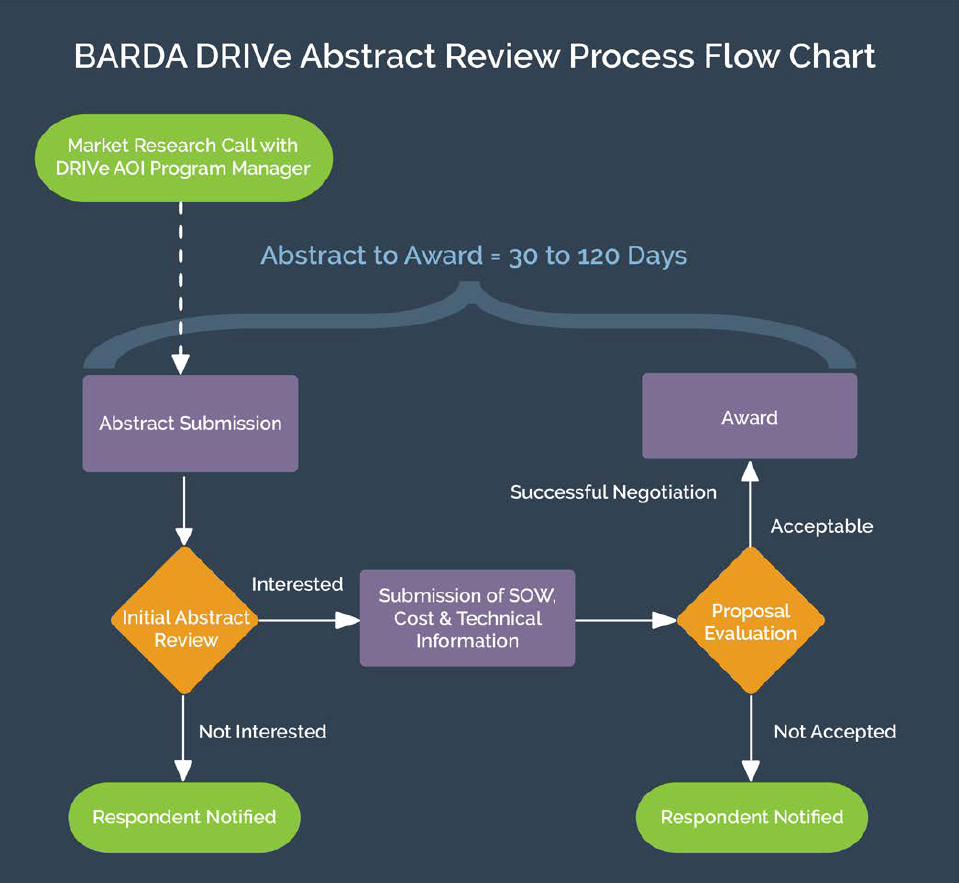 BARDA DRIVe Abstract Review Process Flow Chart
Market Research Call with
DRIVe AOI Program Manager
Abstract to Award = 30 to 120 Days
Abstract Submission
Award
Successful Negotiation
Acceptable
Interested
Initial Abstract
Review
Submission of SOW,
Cost & Technical
Information
Proposal
Evaluation
Not Interested
Not Accepted
Respondent Notified
Respondent Notified